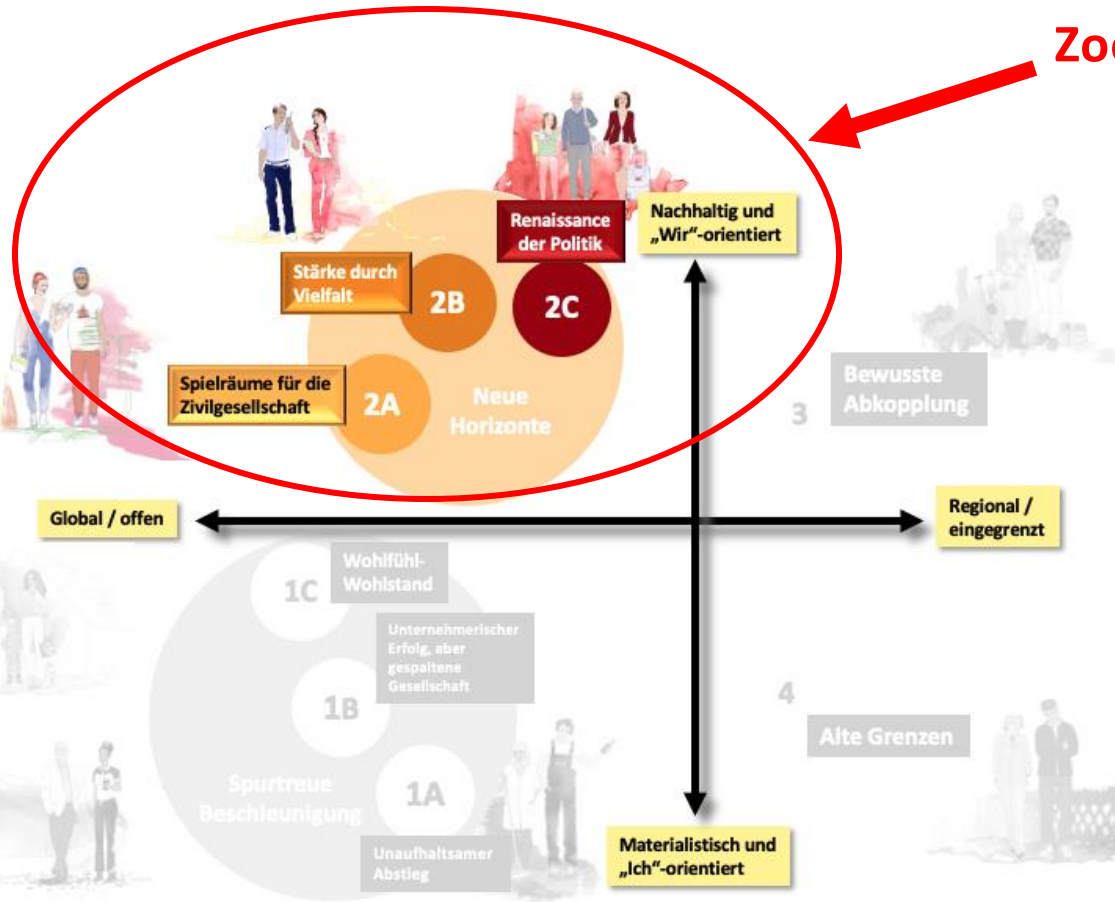 Zoo
Renaissance
der Politik
Nachhaltig und
„Wir“-orientiert
Stärke durch
Vielfalt
2B
2C
Spielräume für die
Zivilgesellschaft
2A
Neue
Horizonte
Bewusste
Abkopplung
3
Global / offen
Regional /
eingegrenzt
Wohlfühl-
Wohlstand
1C
Unternehmerischer
Erfolg, aber
gespaltene
Gesellschaft
1B
4
Alte Grenzen
Spurtreue
Beschleunigung
1A
Unaufhaltsamer
Abstieg
Materialistisch und
„Ich“-orientiert